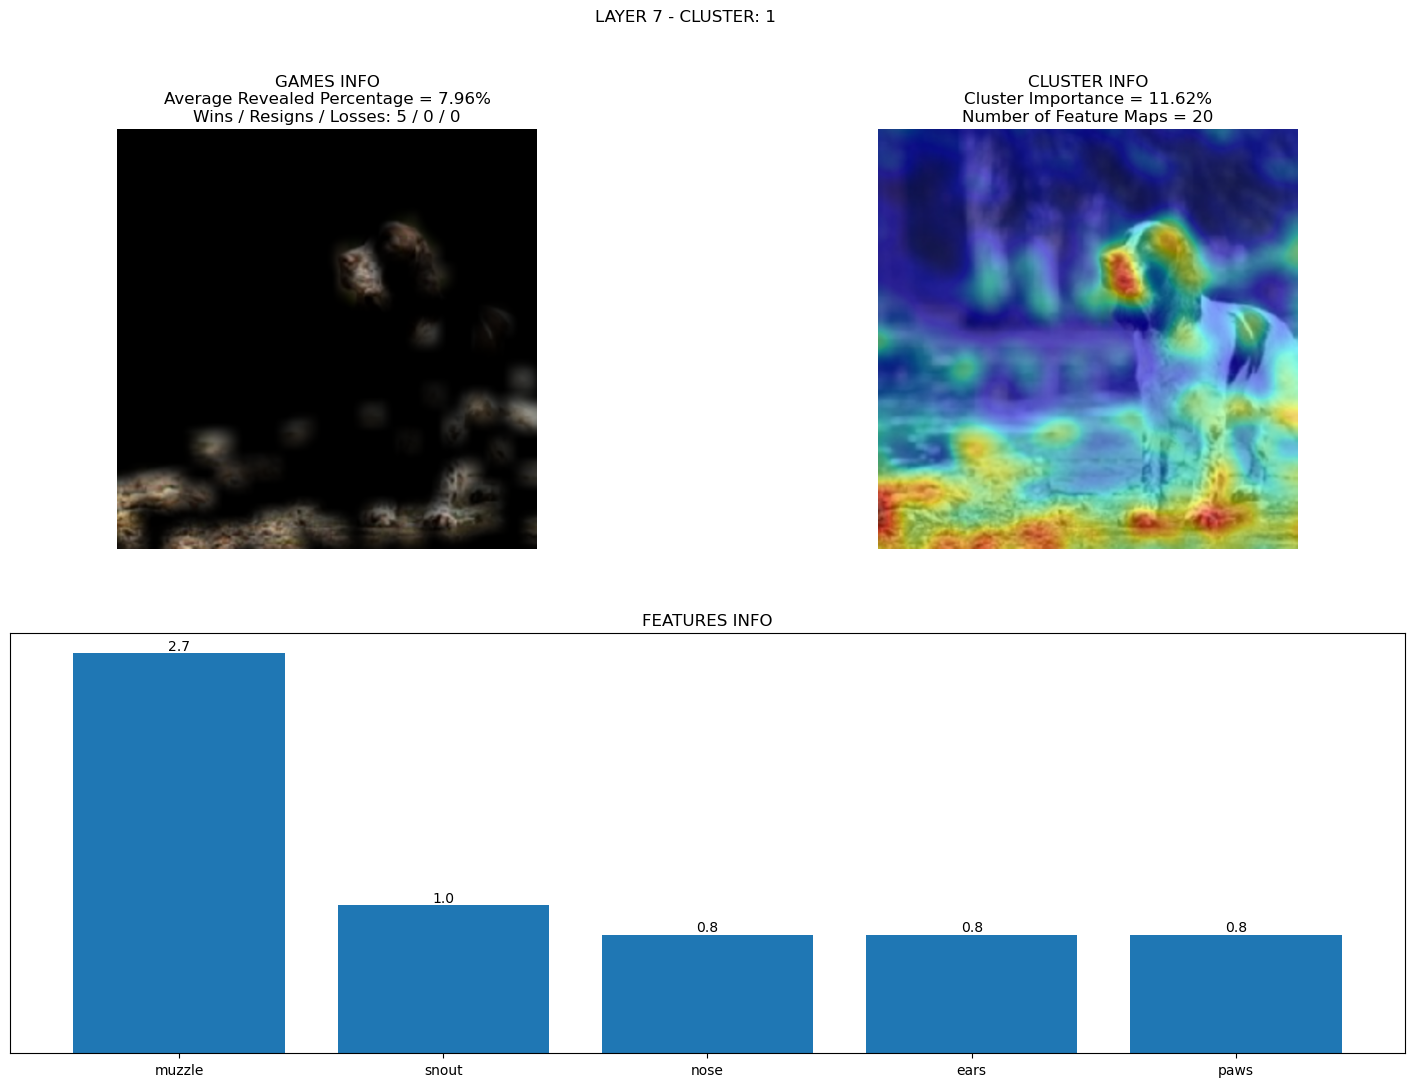 LAYER 7 - CLUSTER: 1
GAMES INFO
Average Revealed Percentage = 7.96%
Wins / Resigns / Losses: 5 / 0 / 0
CLUSTER INFO
Cluster Importance = 11.62%
Number of Feature Maps = 20
FEATURES INFO
2.7
1.0
0.8
0.8
0.8
muzzle
snout
nose
ears
paws